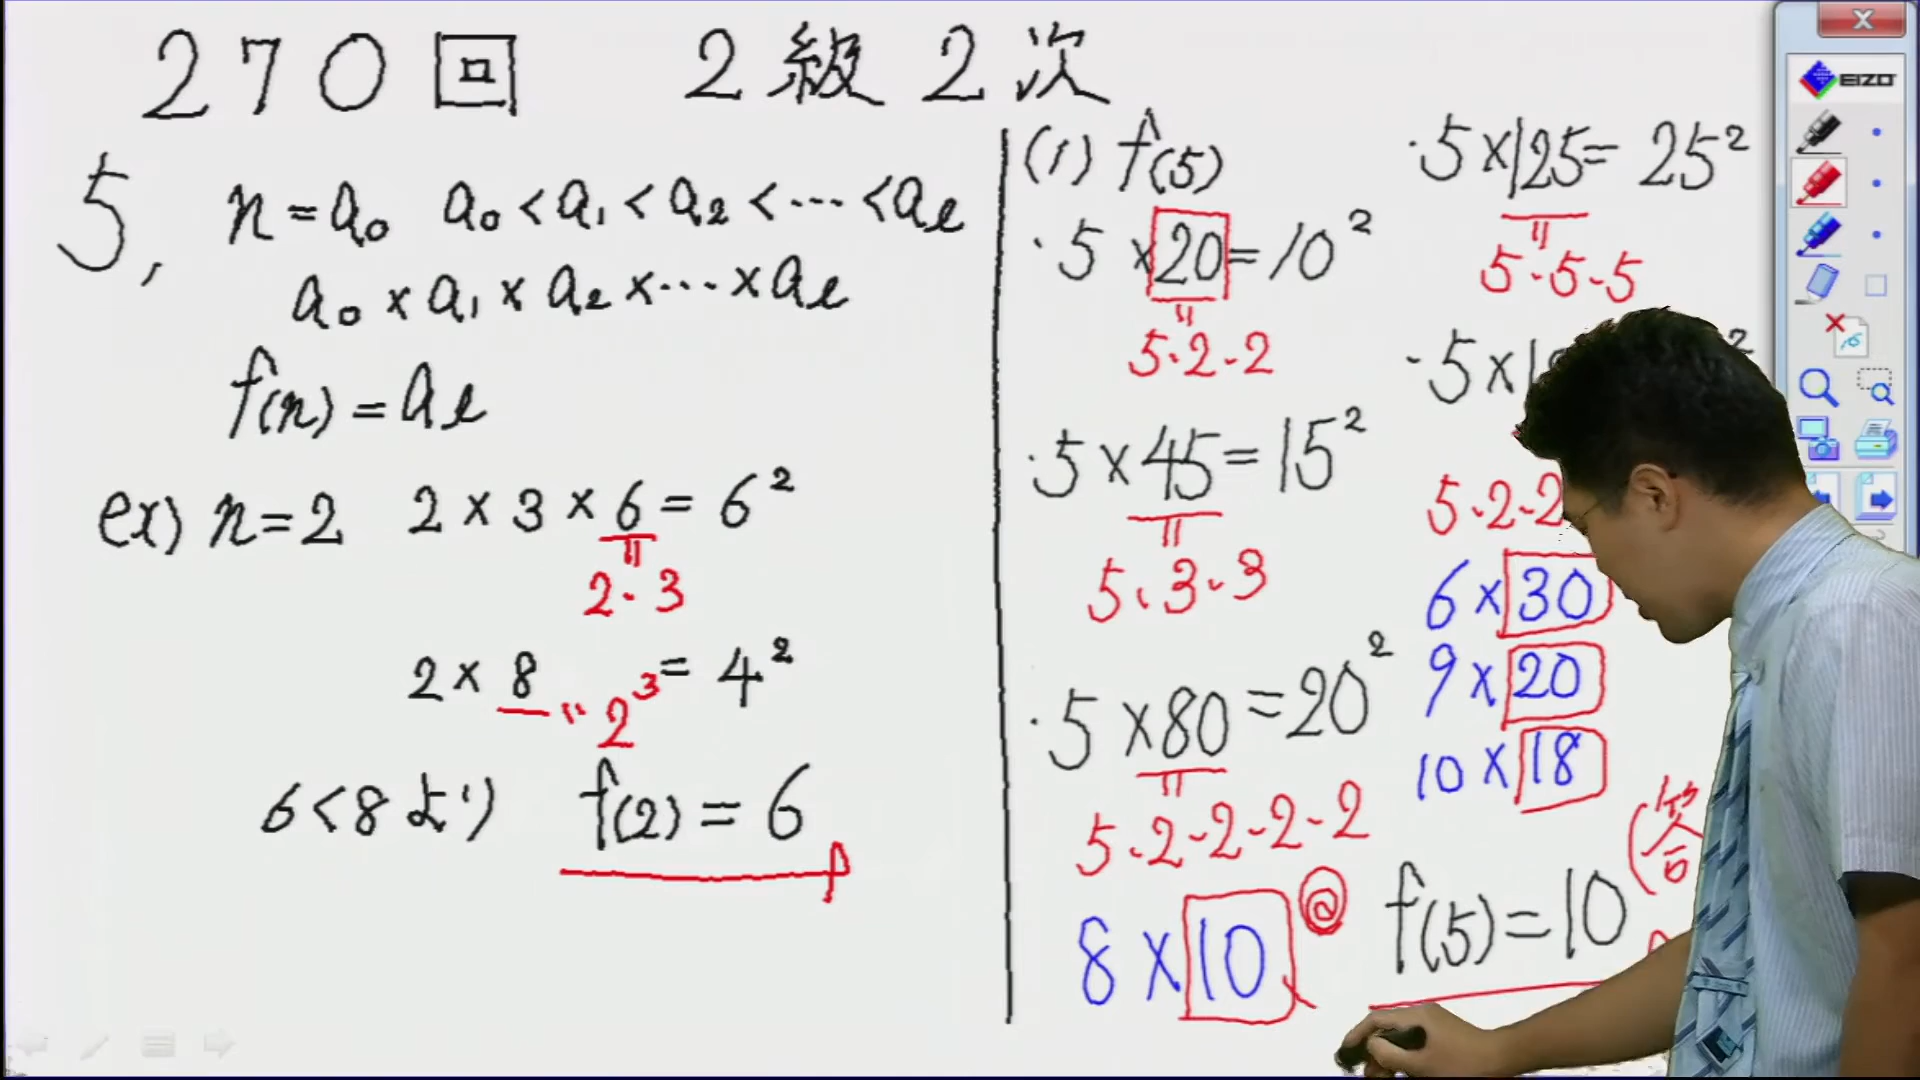 270回 2級2次
5, n=a₀ a₀<a₁<a₂<…<aℓ
a₀×a₁×a₂×…×aℓ
f(n)=aℓ
ex) n=2 2×3×6=6²
〃
2・3
2×8=4²
〃2³
6<8より f(2)=6
(1) f(5)
・5×20=10²
〃
5・2・2
・5×45=15²
〃
5・3・3
・5×80=20²
〃
5・2・2・2・2
8×10
・5×125=25²
〃
5・5・5
・5×
5・2・2
6×30
9×20
10×18
f(5)=10
(答
EIZO